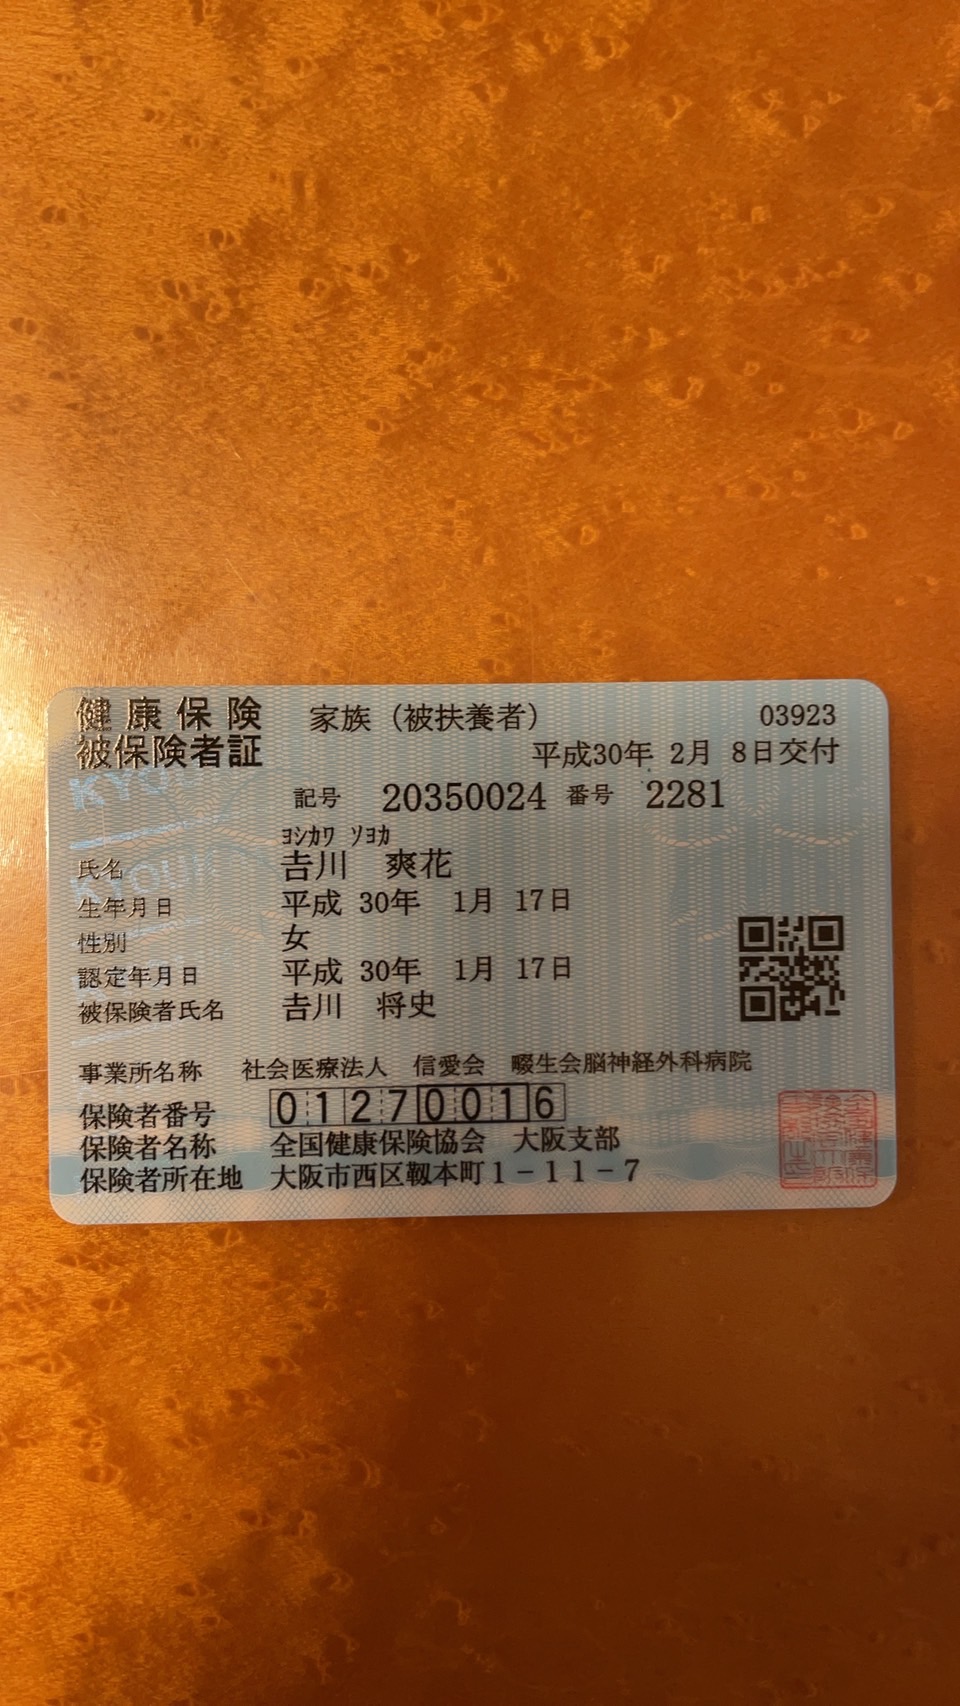 健康保険 家族（被扶養者） 03923
被保険者証 平成30年 2月 8日交付
記号 20350024 番号 2281
ﾖｼｶﾜ ｿﾖｶ
氏名 𠮷川 爽花
生年月日 平成 30年 1月 17日
性別 女
認定年月日 平成 30年 1月 17日
被保険者氏名 𠮷川 将史
事業所名称 社会医療法人 信愛会 畷生会脳神経外科病院
保険者番号 01270016
保険者名称 全国健康保険協会 大阪支部
保険者所在地 大阪市西区靱本町１－１１－７